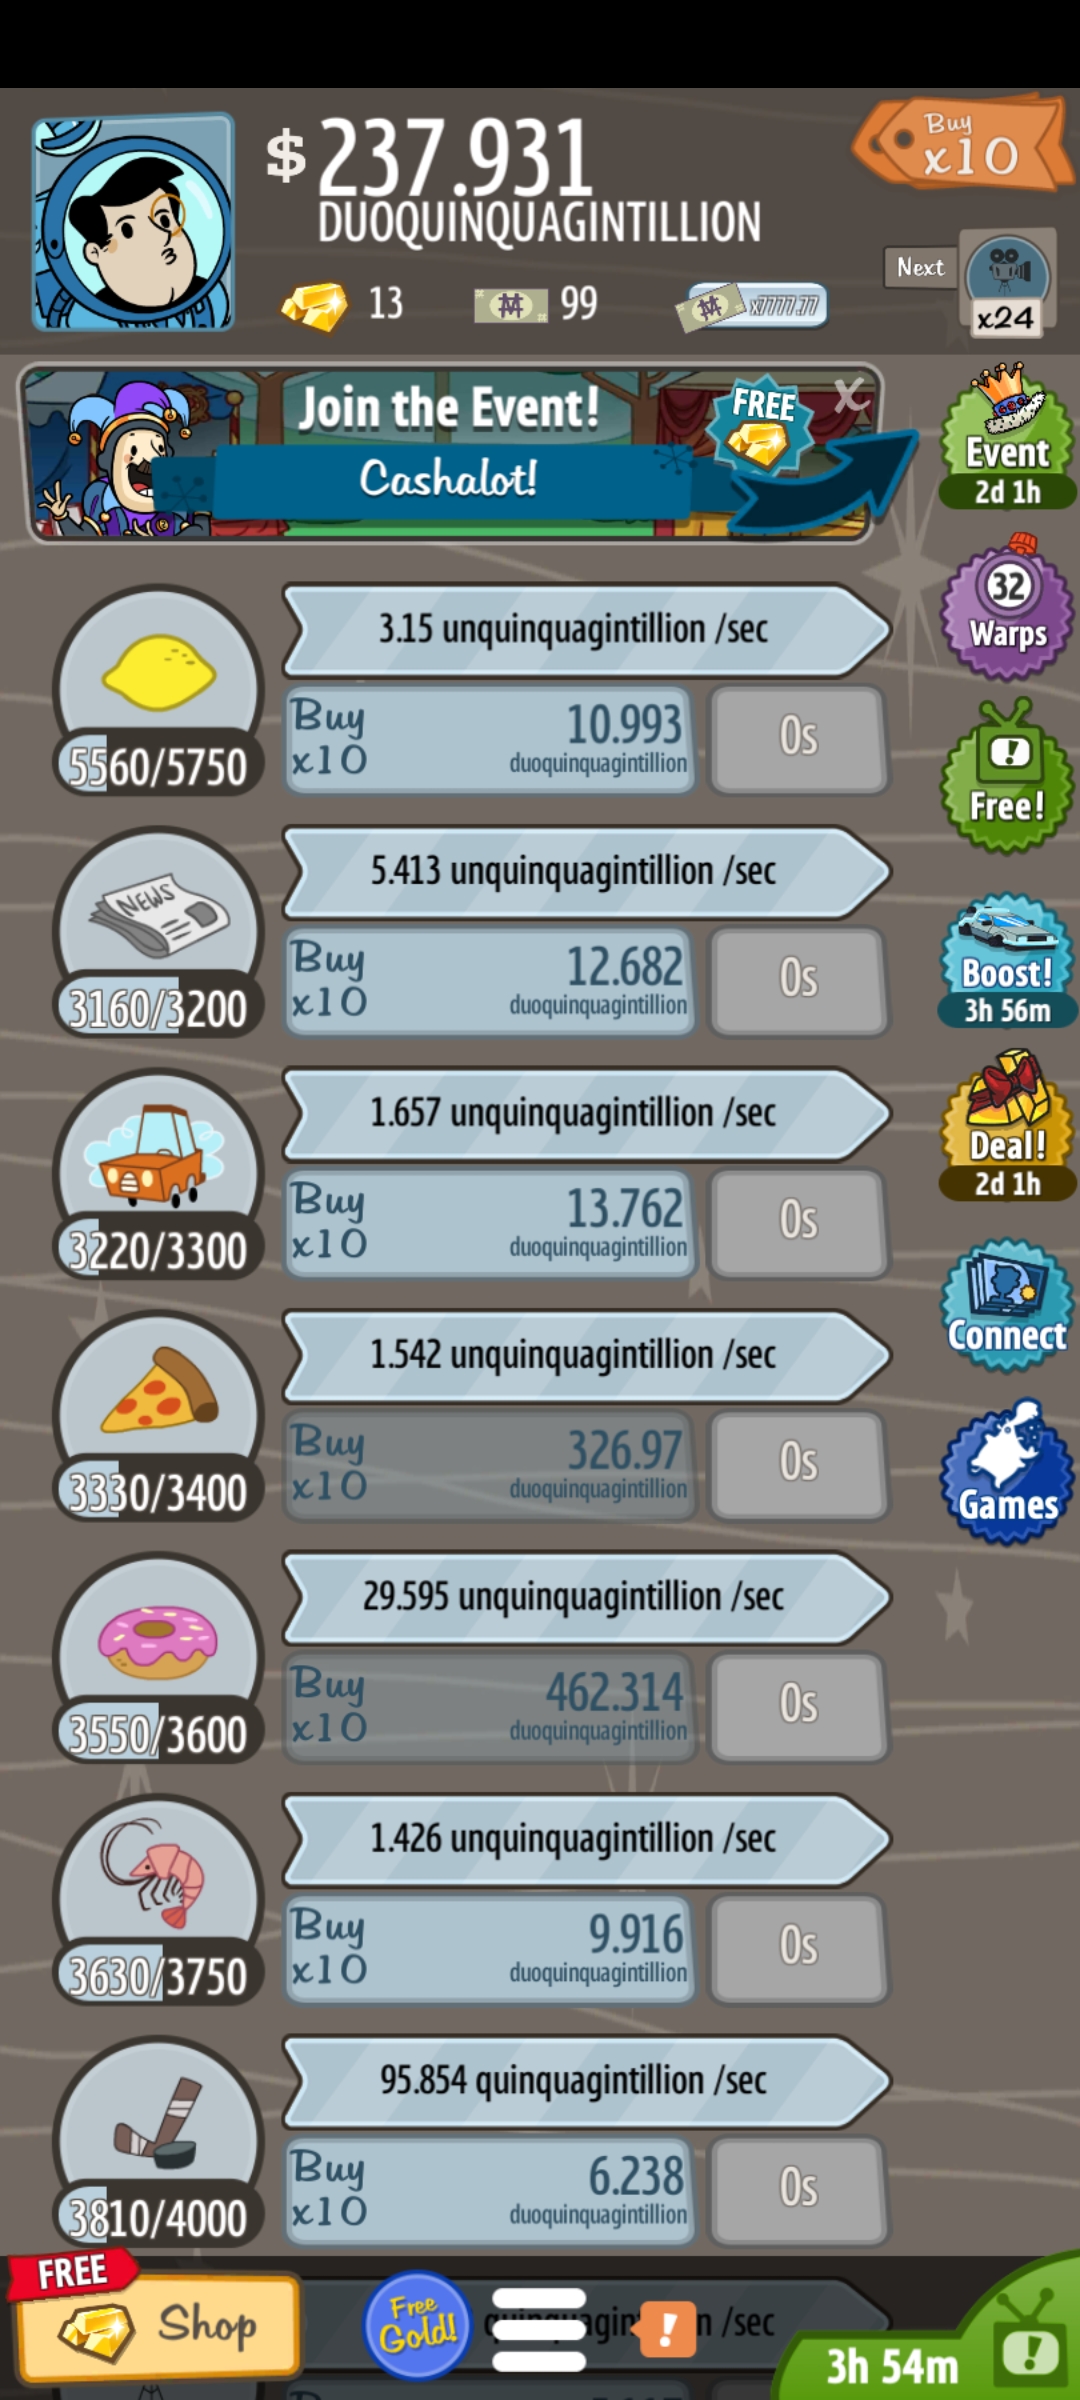 $ 237.931
DUOQUINQUAGINTILLION
Buy
x10
13
99
x7777.77
Next
x24
Join the Event!
Cashalot!
FREE
X
Event
2d 1h
3.15 unquinquagintillion /sec
5560/5750
Buy
x10
10.993
duoquinquagintillion
0s
32
Warps
Free!
5.413 unquinquagintillion /sec
NEWS
3160/3200
Buy
x10
12.682
duoquinquagintillion
0s
Boost!
3h 56m
1.657 unquinquagintillion /sec
3220/3300
Buy
x10
13.762
duoquinquagintillion
0s
Deal!
2d 1h
1.542 unquinquagintillion /sec
3330/3400
Buy
x10
326.97
duoquinquagintillion
0s
Connect
Games
29.595 unquinquagintillion /sec
3550/3600
Buy
x10
462.314
duoquinquagintillion
0s
1.426 unquinquagintillion /sec
3630/3750
Buy
x10
9.916
duoquinquagintillion
0s
95.854 quinquagintillion /sec
3810/4000
Buy
x10
6.238
duoquinquagintillion
0s
FREE
Shop
Free
Gold!
/sec
3h 54m